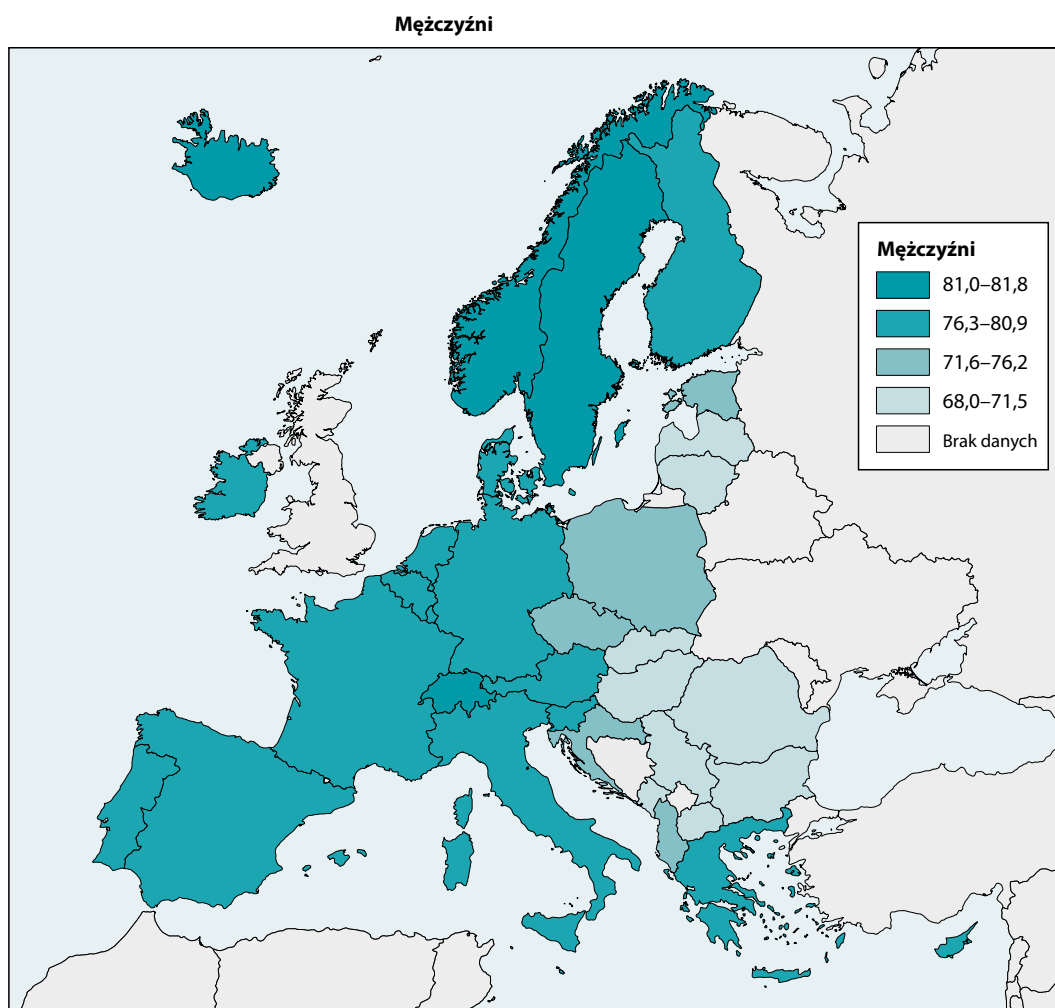 Mężczyźni
Mężczyźni
81,0–81,8
76,3–80,9
71,6–76,2
68,0–71,5
Brak danych